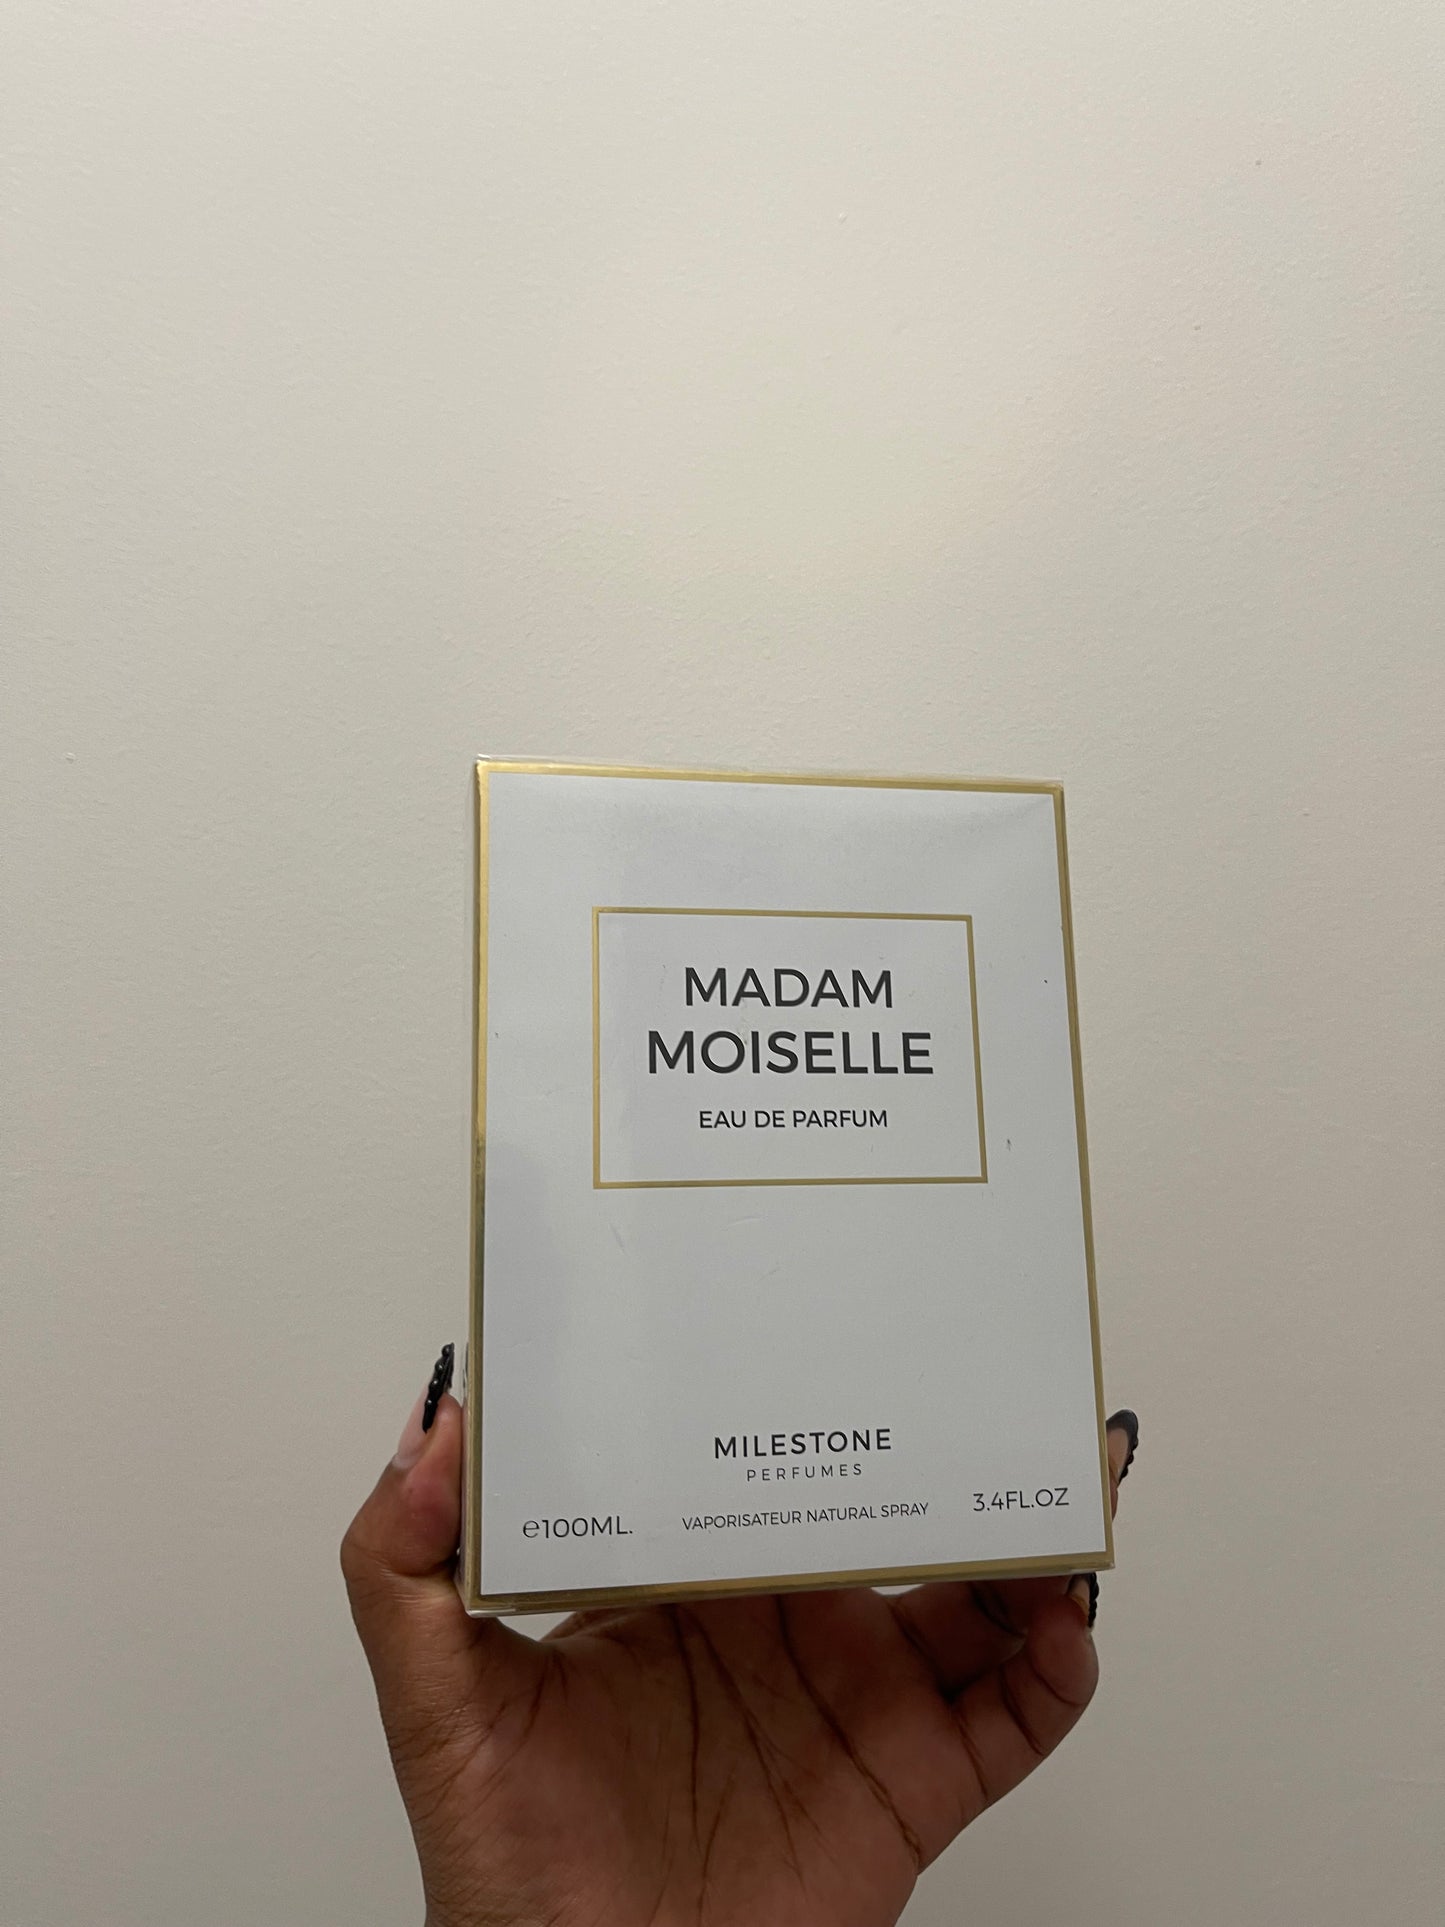 MADAM
MOISELLE
EAU DE PARFUM
MILESTONE
PERFUMES
℮100ML.
VAPORISATEUR NATURAL SPRAY
3.4FL.OZ